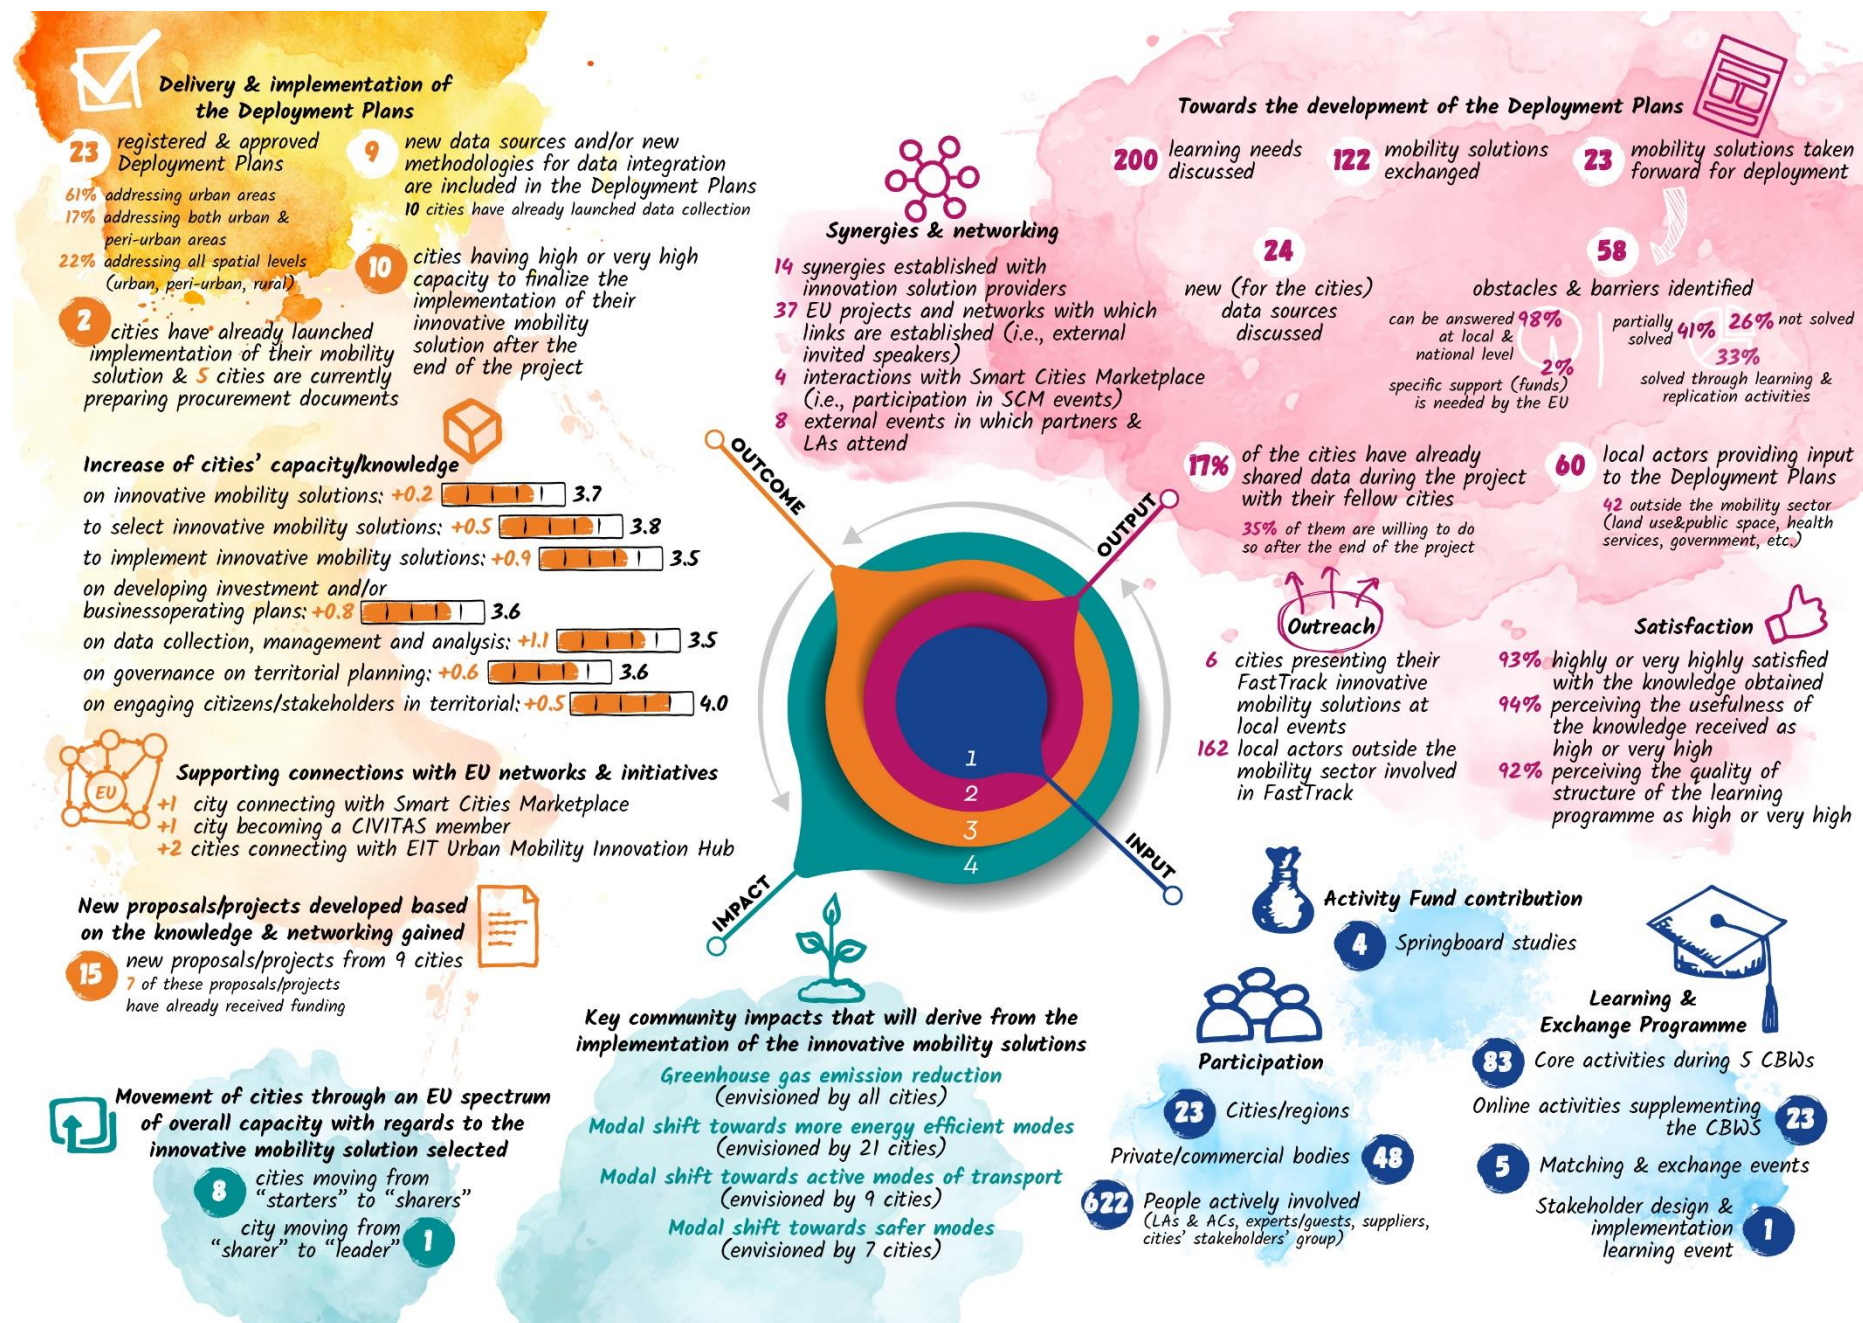 Delivery & implementation of
the Deployment Plans
23 registered & approved
Deployment Plans
61% addressing urban areas
17% addressing both urban &
peri-urban areas
22% addressing all spatial levels
(urban, peri-urban, rural)
2 cities have already launched
implementation of their mobility
solution & 5 cities are currently
preparing procurement documents
9 new data sources and/or new
methodologies for data integration
are included in the Deployment Plans
10 cities have already launched data collection
10 cities having high or very high
capacity to finalize the
implementation of their
innovative mobility
solution after the
end of the project
Increase of cities' capacity/knowledge
on innovative mobility solutions: +0.2 3.7
to select innovative mobility solutions: +0.5 3.8
to implement innovative mobility solutions: +0.9 3.5
on developing investment and/or
businessoperating plans: +0.8 3.6
on data collection, management and analysis: +1.1 3.5
on governance on territorial planning: +0.6 3.6
on engaging citizens/stakeholders in territorial: +0.5 4.0
EU
Supporting connections with EU networks & initiatives
+1 city connecting with Smart Cities Marketplace
+1 city becoming a CIVITAS member
+2 cities connecting with EIT Urban Mobility Innovation Hub
New proposals/projects developed based
on the knowledge & networking gained
15 new proposals/projects from 9 cities
7 of these proposals/projects
have already received funding
Movement of cities through an EU spectrum
of overall capacity with regards to the
innovative mobility solution selected
8 cities moving from
"starters" to "sharers"
city moving from
"sharer" to "leader" 1
Synergies & networking
14 synergies established with
innovation solution providers
37 EU projects and networks with which
links are established (i.e., external
invited speakers)
4 interactions with Smart Cities Marketplace
(i.e., participation in SCM events)
8 external events in which partners &
LAs attend
OUTCOME
OUTPUT
IMPACT
INPUT
1
2
3
4
Key community impacts that will derive from the
implementation of the innovative mobility solutions
Greenhouse gas emission reduction
(envisioned by all cities)
Modal shift towards more energy efficient modes
(envisioned by 21 cities)
Modal shift towards active modes of transport
(envisioned by 9 cities)
Modal shift towards safer modes
(envisioned by 7 cities)
Towards the development of the Deployment Plans
200 learning needs
discussed
122 mobility solutions
exchanged
23 mobility solutions taken
forward for deployment
24
new (for the cities)
data sources
discussed
58
obstacles & barriers identified
can be answered 98%
at local &
national level
2%
specific support (funds)
is needed by the EU
partially 41%
solved
26% not solved
33%
solved through learning &
replication activities
17% of the cities have already
shared data during the project
with their fellow cities
35% of them are willing to do
so after the end of the project
60 local actors providing input
to the Deployment Plans
42 outside the mobility sector
(land use&public space, health
services, government, etc.)
Outreach
6 cities presenting their
FastTrack innovative
mobility solutions at
local events
162 local actors outside the
mobility sector involved
in FastTrack
Satisfaction
93% highly or very highly satisfied
with the knowledge obtained
94% perceiving the usefulness of
the knowledge received as
high or very high
92% perceiving the quality of
structure of the learning
programme as high or very high
Activity Fund contribution
4 Springboard studies
Participation
23 Cities/regions
Private/commercial bodies 48
622 People actively involved
(LAs & ACs, experts/guests, suppliers,
cities' stakeholders' group)
Learning &
Exchange Programme
83 Core activities during 5 CBWs
Online activities supplementing
the CBWS 23
5 Matching & exchange events
Stakeholder design &
implementation
learning event 1